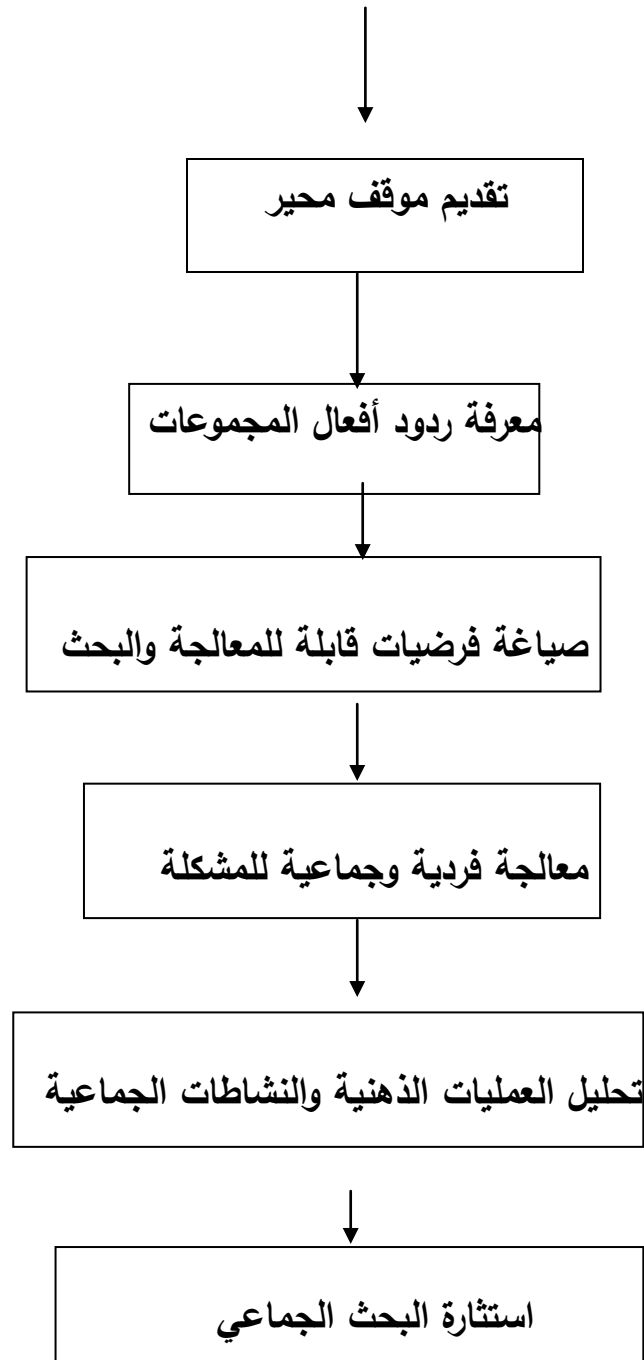 تقديم موقف محير
معرفة ردود أفعال المجموعات
صياغة فرضيات قابلة للمعالجة والبحث
معالجة فردية وجماعية للمشكلة
تحليل العمليات الذهنية والنشاطات الجماعية
استثارة البحث الجماعي